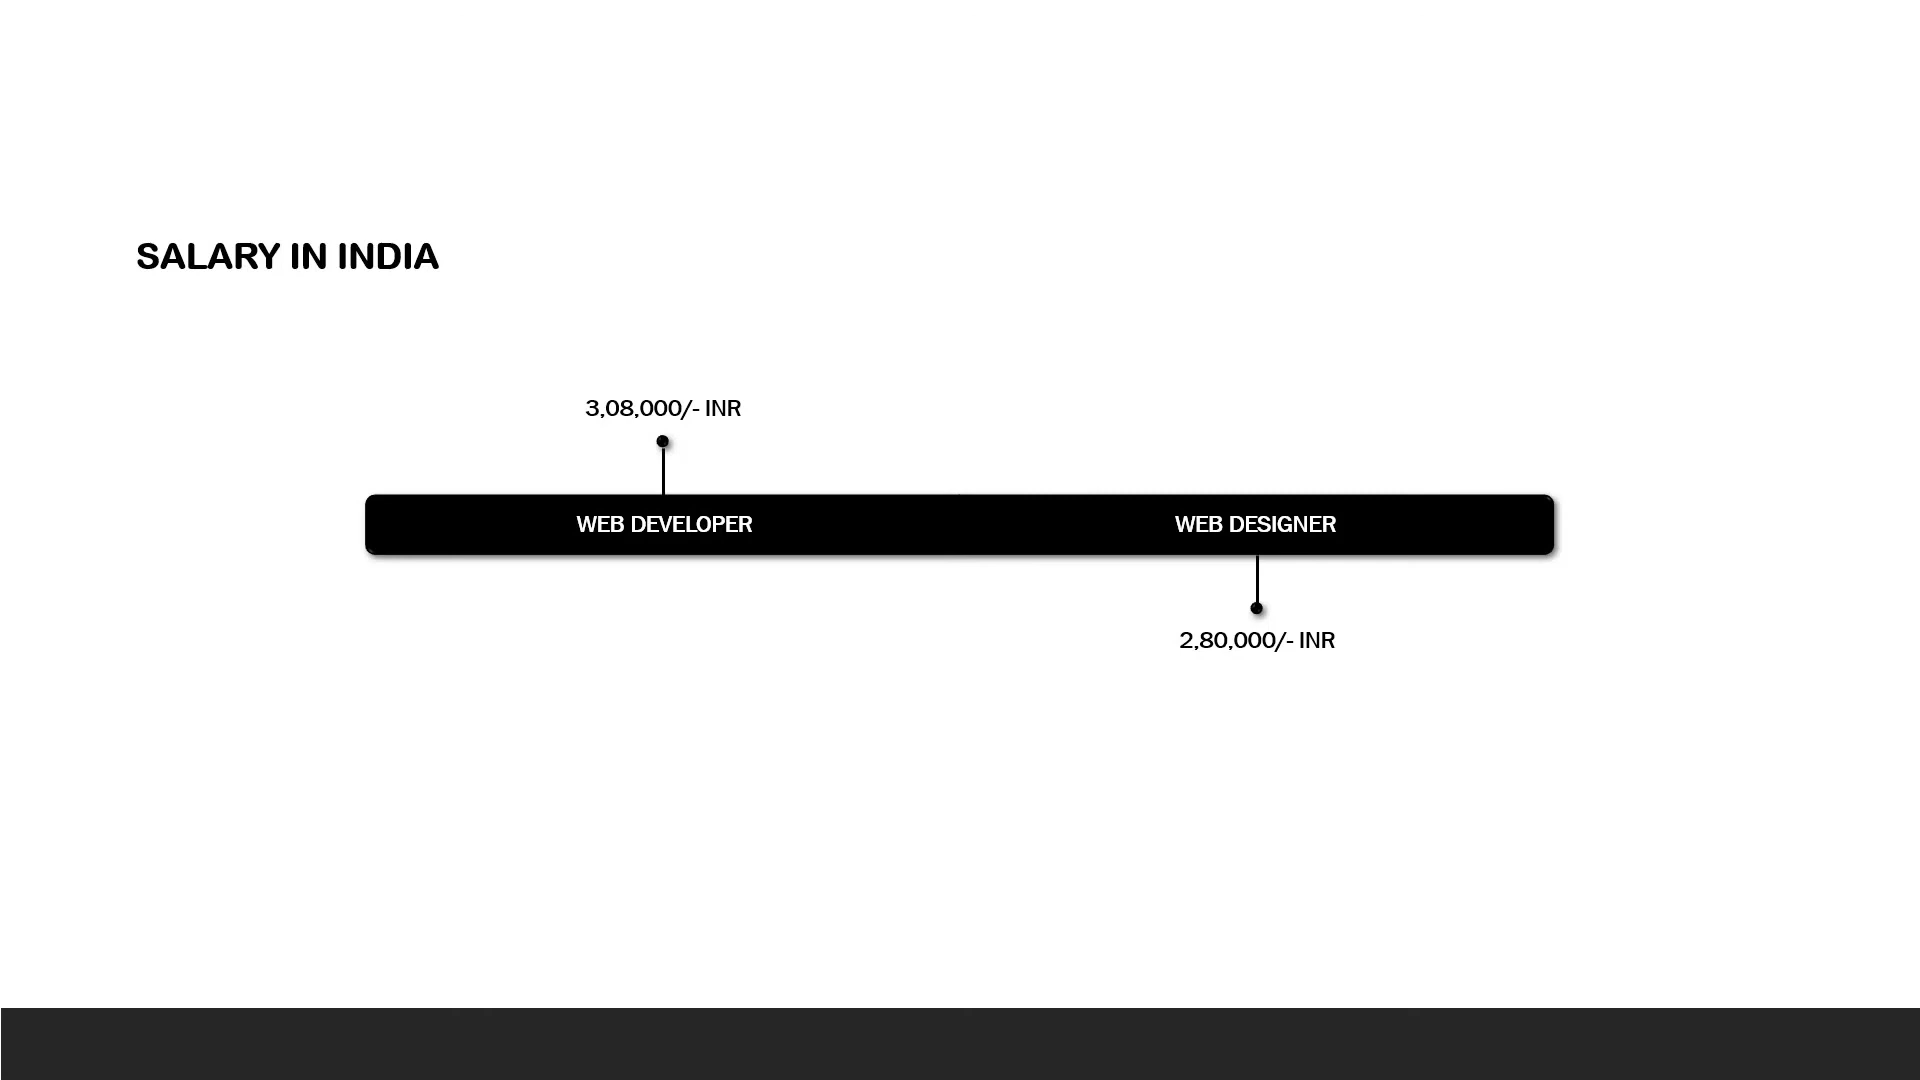 SALARY IN INDIA
3,08,000/- INR
WEB DEVELOPER
WEB DESIGNER
2,80,000/- INR